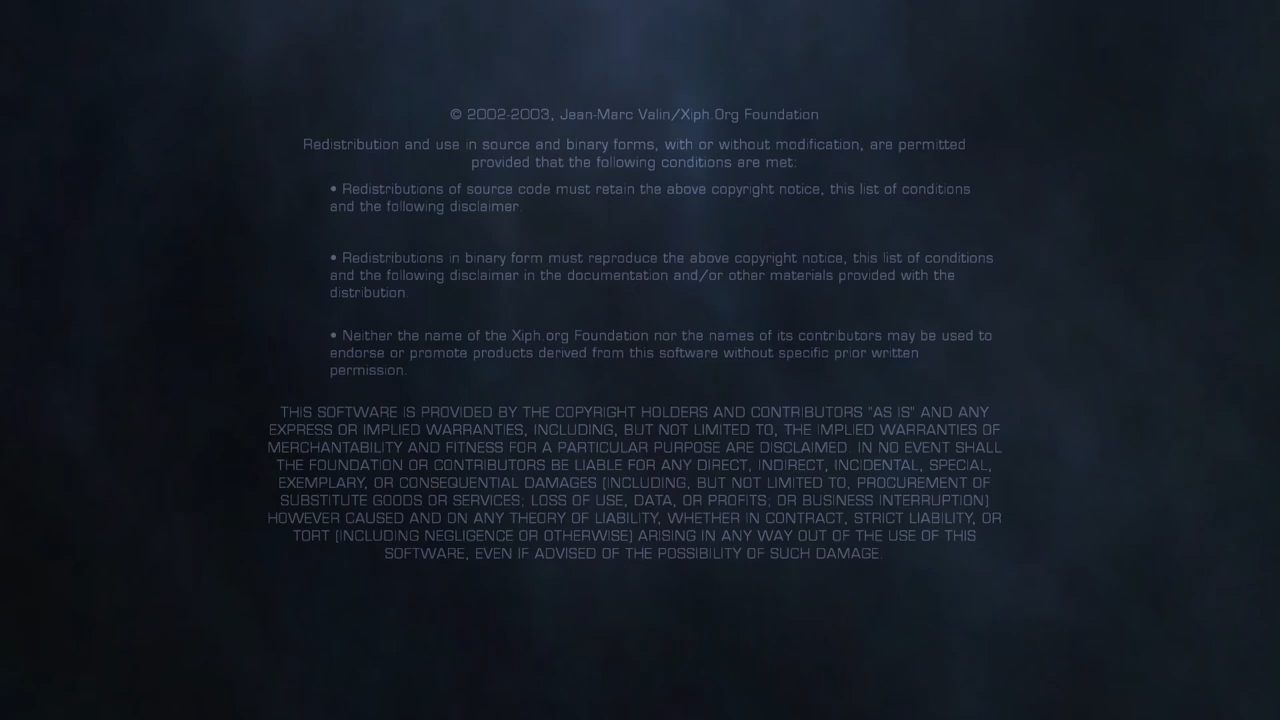 © 2002-2003, Jean-Marc Valin/Xiph.Org Foundation
Redistribution and use in source and binary forms, with or without modification, are permitted
provided that the following conditions are met:
• Redistributions of source code must retain the above copyright notice, this list of conditions
and the following disclaimer.
• Redistributions in binary form must reproduce the above copyright notice, this list of conditions
and the following disclaimer in the documentation and/or other materials provided with the
distribution.
• Neither the name of the Xiph.org Foundation nor the names of its contributors may be used to
endorse or promote products derived from this software without specific prior written
permission.
THIS SOFTWARE IS PROVIDED BY THE COPYRIGHT HOLDERS AND CONTRIBUTORS "AS IS" AND ANY
EXPRESS OR IMPLIED WARRANTIES, INCLUDING, BUT NOT LIMITED TO, THE IMPLIED WARRANTIES OF
MERCHANTABILITY AND FITNESS FOR A PARTICULAR PURPOSE ARE DISCLAIMED. IN NO EVENT SHALL
THE FOUNDATION OR CONTRIBUTORS BE LIABLE FOR ANY DIRECT, INDIRECT, INCIDENTAL, SPECIAL,
EXEMPLARY, OR CONSEQUENTIAL DAMAGES (INCLUDING, BUT NOT LIMITED TO, PROCUREMENT OF
SUBSTITUTE GOODS OR SERVICES; LOSS OF USE, DATA, OR PROFITS; OR BUSINESS INTERRUPTION)
HOWEVER CAUSED AND ON ANY THEORY OF LIABILITY, WHETHER IN CONTRACT, STRICT LIABILITY, OR
TORT (INCLUDING NEGLIGENCE OR OTHERWISE) ARISING IN ANY WAY OUT OF THE USE OF THIS
SOFTWARE, EVEN IF ADVISED OF THE POSSIBILITY OF SUCH DAMAGE.